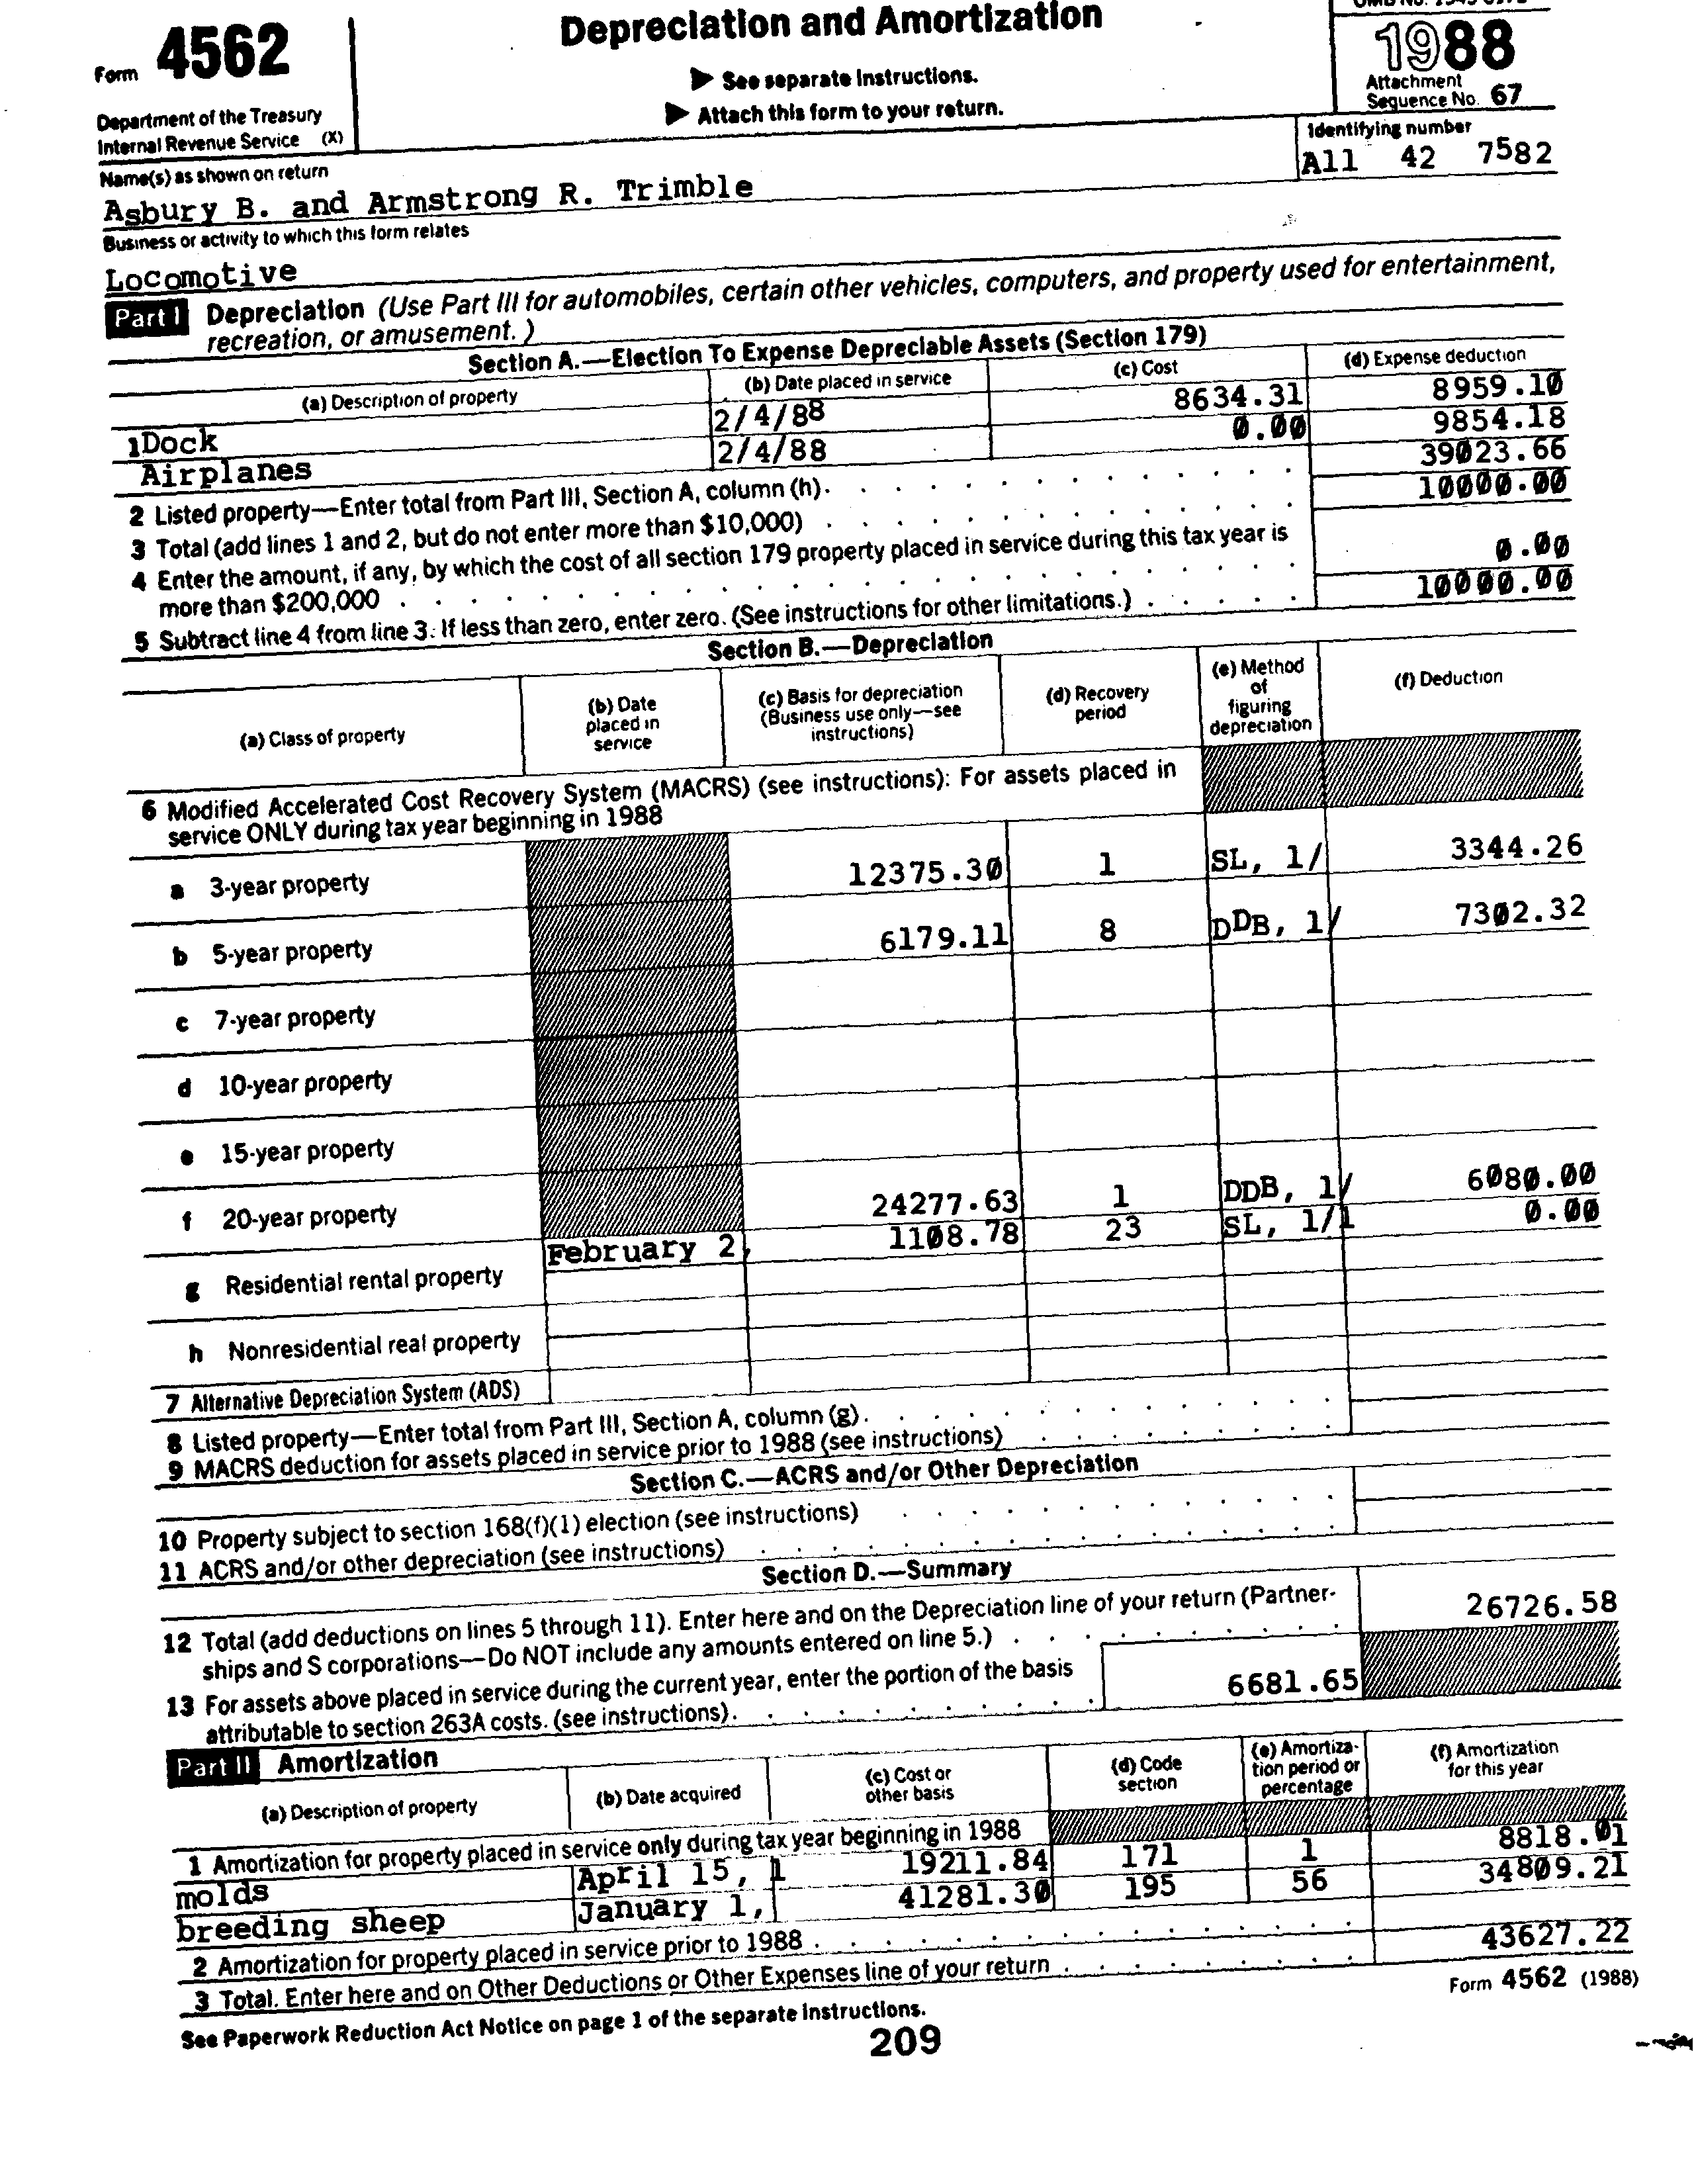 Form 4562
Depreciation and Amortization
1988
▶ See separate Instructions.
▶ Attach this form to your return.
Attachment
Sequence No. 67
Department of the Treasury
Internal Revenue Service (X)
Name(s) as shown on return
Identifying number
Asbury B. and Armstrong R. Trimble
All 42 7582
Business or activity to which this form relates
Locomotive
Part I Depreciation (Use Part III for automobiles, certain other vehicles, computers, and property used for entertainment,
recreation, or amusement.)
Section A.—Election To Expense Depreciable Assets (Section 179)
(a) Description of property (b) Date placed in service (c) Cost (d) Expense deduction
1 Dock 2/4/88 8634.31 8959.10
Airplanes 2/4/88 0.00 9854.18
2 Listed property—Enter total from Part III, Section A, column (h). 39023.66
3 Total (add lines 1 and 2, but do not enter more than $10,000) 10000.00
4 Enter the amount, if any, by which the cost of all section 179 property placed in service during this tax year is
more than $200,000 0.00
5 Subtract line 4 from line 3. If less than zero, enter zero. (See instructions for other limitations.) 10000.00
Section B.—Depreciation
(a) Class of property
(b) Date
placed in
service
(c) Basis for depreciation
(Business use only—see
instructions)
(d) Recovery
period
(e) Method
of
figuring
depreciation
(f) Deduction
6 Modified Accelerated Cost Recovery System (MACRS) (see instructions): For assets placed in
service ONLY during tax year beginning in 1988
a 3-year property 12375.30 1 SL, 1/ 3344.26
b 5-year property 6179.11 8 DDB, 1/ 7302.32
c 7-year property
d 10-year property
e 15-year property
f 20-year property 24277.63 1 DDB, 1/ 6080.00
g Residential rental property February 2, 1108.78 23 SL, 1/1 0.00
h Nonresidential real property
7 Alternative Depreciation System (ADS)
8 Listed property—Enter total from Part III, Section A, column (g).
9 MACRS deduction for assets placed in service prior to 1988 (see instructions)
Section C.—ACRS and/or Other Depreciation
10 Property subject to section 168(f)(1) election (see instructions)
11 ACRS and/or other depreciation (see instructions)
Section D.—Summary
12 Total (add deductions on lines 5 through 11). Enter here and on the Depreciation line of your return (Partner-
ships and S corporations—Do NOT include any amounts entered on line 5.) 26726.58
13 For assets above placed in service during the current year, enter the portion of the basis
attributable to section 263A costs. (see instructions). 6681.65
Part II Amortization
(a) Description of property
(b) Date acquired
(c) Cost or
other basis
(d) Code
section
(e) Amortiza-
tion period or
percentage
(f) Amortization
for this year
1 Amortization for property placed in service only during tax year beginning in 1988
molds April 15, 1 19211.84 171 1 8818.01
breeding sheep January 1, 41281.30 195 56 34809.21
2 Amortization for property placed in service prior to 1988
3 Total. Enter here and on Other Deductions or Other Expenses line of your return 43627.22
See Paperwork Reduction Act Notice on page 1 of the separate Instructions.
Form 4562 (1988)
209